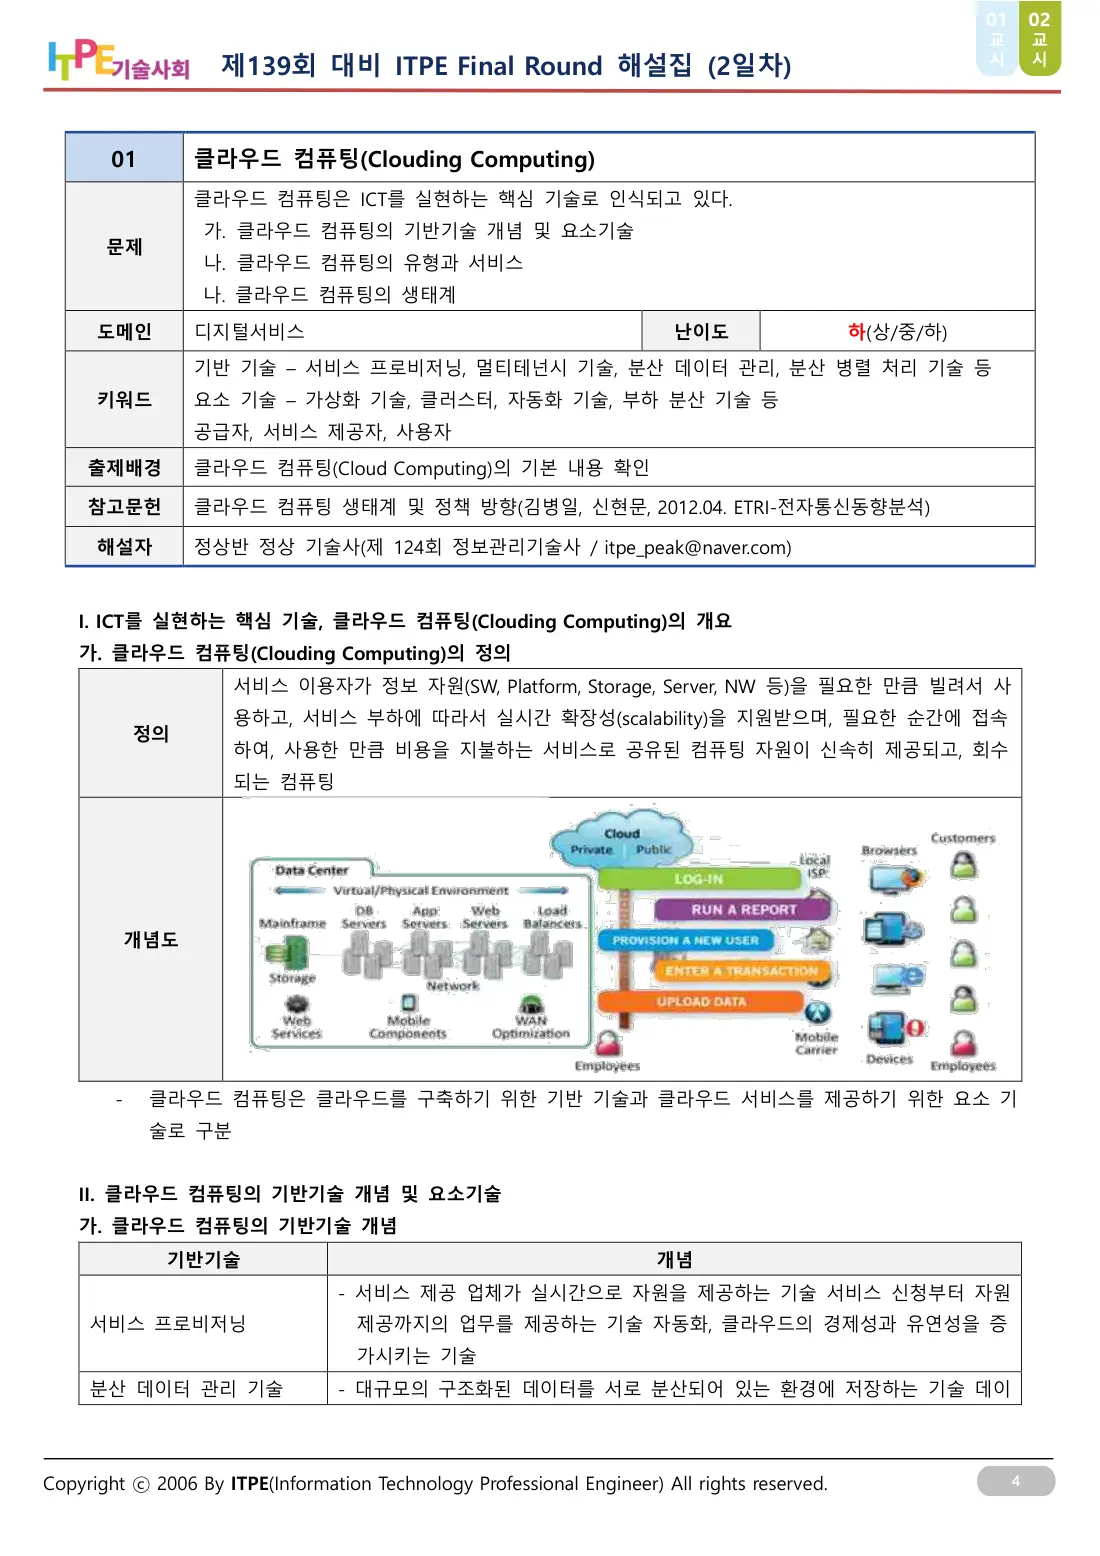 ITPE기술사회 제139회 대비 ITPE Final Round 해설집 (2일차)
01 교시
02 교시
01 클라우드 컴퓨팅(Clouding Computing)
문제
클라우드 컴퓨팅은 ICT를 실현하는 핵심 기술로 인식되고 있다.
가. 클라우드 컴퓨팅의 기반기술 개념 및 요소기술
나. 클라우드 컴퓨팅의 유형과 서비스
나. 클라우드 컴퓨팅의 생태계
도메인 디지털서비스 난이도 하(상/중/하)
키워드
기반 기술 – 서비스 프로비저닝, 멀티테넌시 기술, 분산 데이터 관리, 분산 병렬 처리 기술 등
요소 기술 – 가상화 기술, 클러스터, 자동화 기술, 부하 분산 기술 등
공급자, 서비스 제공자, 사용자
출제배경 클라우드 컴퓨팅(Cloud Computing)의 기본 내용 확인
참고문헌 클라우드 컴퓨팅 생태계 및 정책 방향(김병일, 신현문, 2012.04. ETRI-전자통신동향분석)
해설자 정상반 정상 기술사(제 124회 정보관리기술사 / itpe_peak@naver.com)
I. ICT를 실현하는 핵심 기술, 클라우드 컴퓨팅(Clouding Computing)의 개요
가. 클라우드 컴퓨팅(Clouding Computing)의 정의
정의
서비스 이용자가 정보 자원(SW, Platform, Storage, Server, NW 등)을 필요한 만큼 빌려서 사
용하고, 서비스 부하에 따라서 실시간 확장성(scalability)을 지원받으며, 필요한 순간에 접속
하여, 사용한 만큼 비용을 지불하는 서비스로 공유된 컴퓨팅 자원이 신속히 제공되고, 회수
되는 컴퓨팅
개념도
Cloud
Private Public
Data Center
Virtual/Physical Environment
Mainframe
DB Servers
App Servers
Web Servers
Load Balancers
Storage
Network
Web Services
Mobile Components
WAN Optimization
LOG-IN
RUN A REPORT
PROVISION A NEW USER
ENTER A TRANSACTION
UPLOAD DATA
Employees
Local ISP
Mobile Carrier
Browsers
Devices
Customers
Employees
- 클라우드 컴퓨팅은 클라우드를 구축하기 위한 기반 기술과 클라우드 서비스를 제공하기 위한 요소 기
술로 구분
II. 클라우드 컴퓨팅의 기반기술 개념 및 요소기술
가. 클라우드 컴퓨팅의 기반기술 개념
기반기술 개념
서비스 프로비저닝
- 서비스 제공 업체가 실시간으로 자원을 제공하는 기술 서비스 신청부터 자원
제공까지의 업무를 제공하는 기술 자동화, 클라우드의 경제성과 유연성을 증
가시키는 기술
분산 데이터 관리 기술 - 대규모의 구조화된 데이터를 서로 분산되어 있는 환경에 저장하는 기술 데이
Copyright ⓒ 2006 By ITPE(Information Technology Professional Engineer) All rights reserved.
4